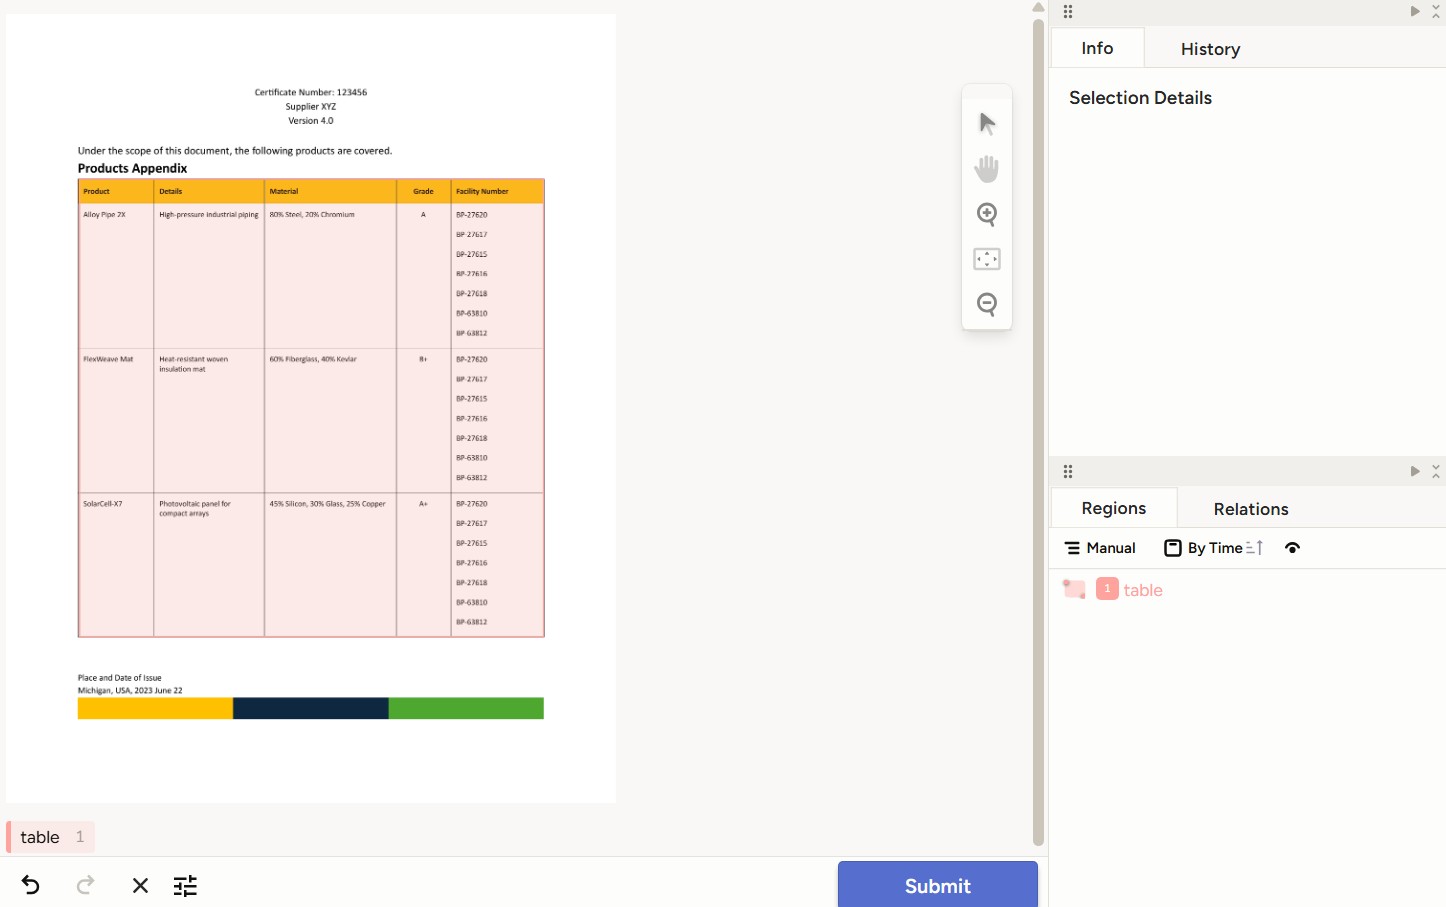 Certificate Number: 123456
Supplier XYZ
Version 4.0
Under the scope of this document, the following products are covered.
Products Appendix
Product Details Material Grade Facility Number
Alloy Pipe 2X High-pressure industrial piping 80% Steel, 20% Chromium A BP-27620
BP-27617
BP-27615
BP-27616
BP-27618
BP-63810
BP-63812
FlexWeave Mat Heat-resistant woven 60% Fiberglass, 40% Kevlar B+ BP-27620
insulation mat
BP-27617
BP-27615
BP-27616
BP-27618
BP-63810
BP-63812
SolarCell-X7 Photovoltaic panel for 45% Silicon, 30% Glass, 25% Copper A+ BP-27620
compact arrays
BP-27617
BP-27615
BP-27616
BP-27618
BP-63810
BP-63812
Place and Date of Issue
Michigan, USA, 2023 June 22
table 1
Submit
Info History
Selection Details
Regions Relations
Manual By Time
1 table